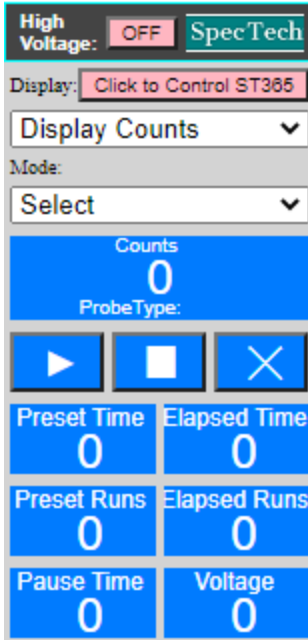 High
Voltage: OFF SpecTech
Display: Click to Control ST365
Display Counts
Mode:
Select
Counts
0
ProbeType:
Preset Time Elapsed Time
0 0
Preset Runs Elapsed Runs
0 0
Pause Time Voltage
0 0